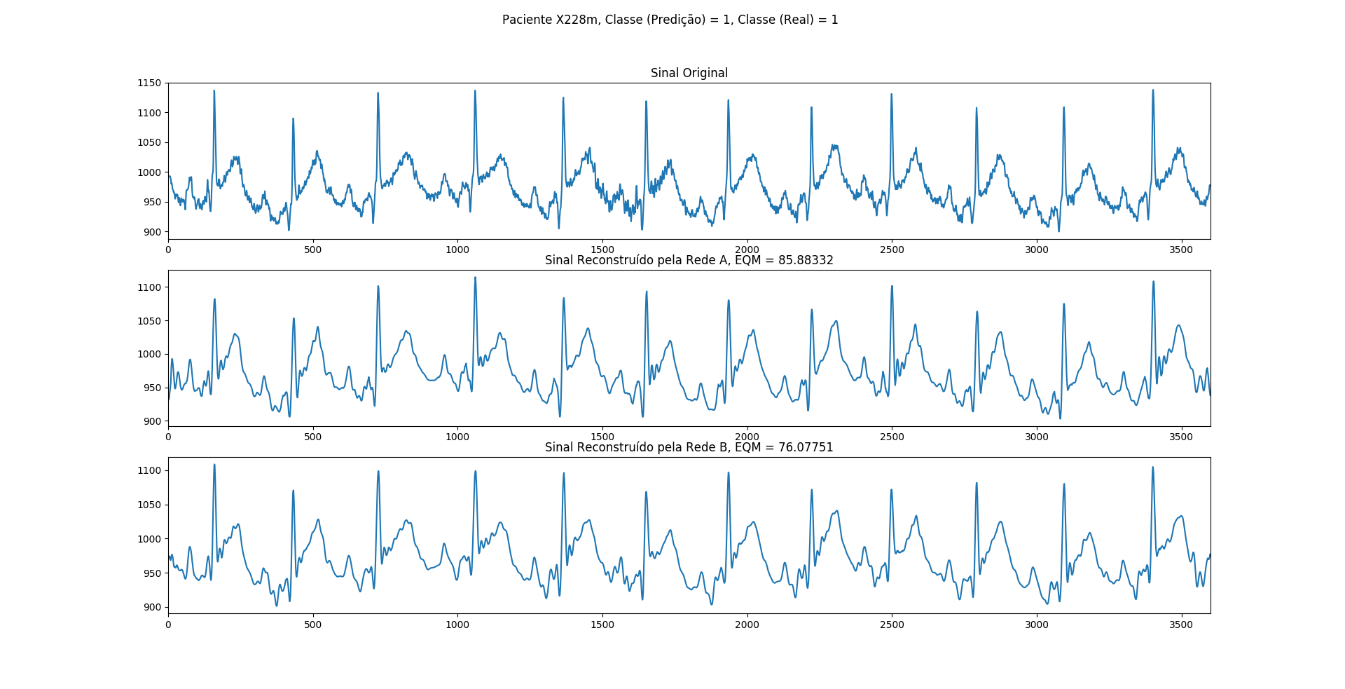 Paciente X228m, Classe (Predição) = 1, Classe (Real) = 1
Sinal Original
1150
1100
1050
1000
950
900
0 500 1000 1500 2000 2500 3000 3500
Sinal Reconstruído pela Rede A, EQM = 85.88332
1100
1050
1000
950
900
0 500 1000 1500 2000 2500 3000 3500
Sinal Reconstruído pela Rede B, EQM = 76.07751
1100
1050
1000
950
900
0 500 1000 1500 2000 2500 3000 3500